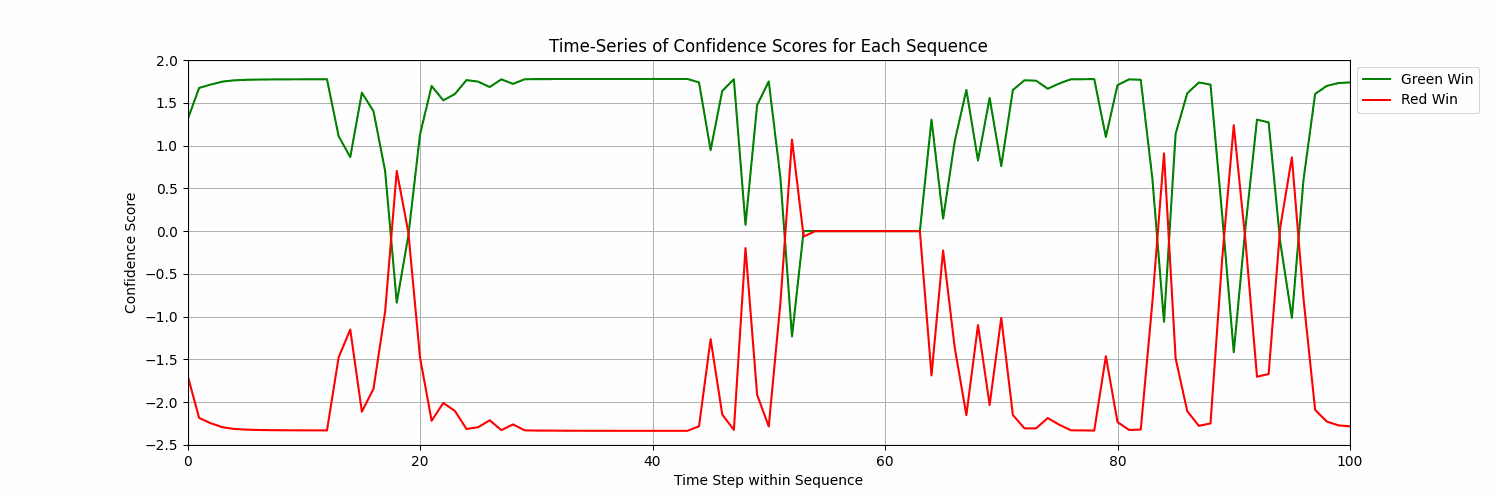 Time-Series of Confidence Scores for Each Sequence
Green Win
Red Win
Confidence Score
2.0
1.5
1.0
0.5
0.0
−0.5
−1.0
−1.5
−2.0
−2.5
0 20 40 60 80 100
Time Step within Sequence